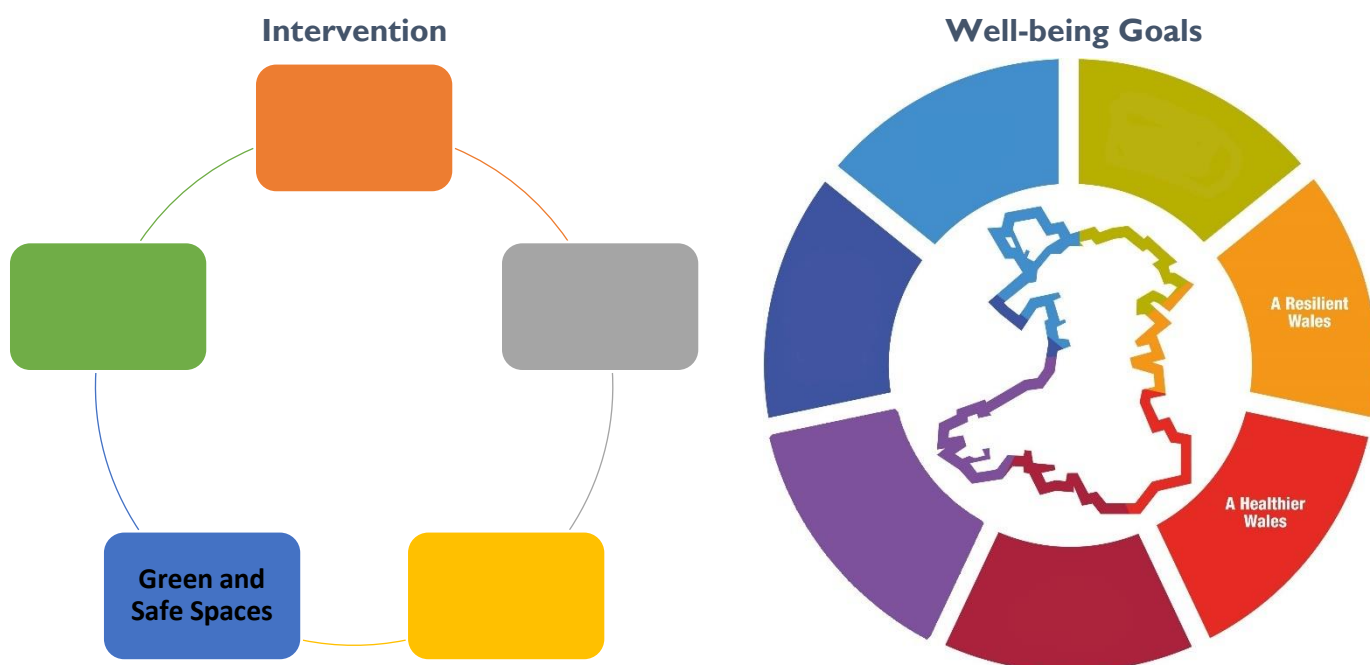 Intervention
Well-being Goals
A Resilient
Wales
A Healthier
Wales
Green and
Safe Spaces